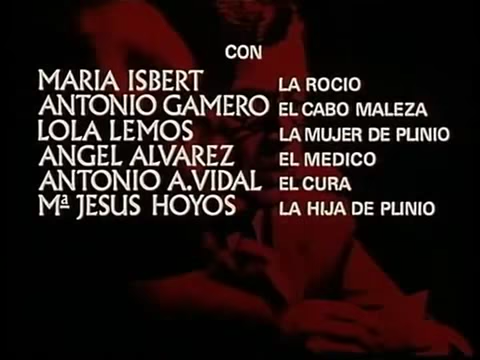 CON
MARIA ISBERT LA ROCIO
ANTONIO GAMERO EL CABO MALEZA
LOLA LEMOS LA MUJER DE PLINIO
ANGEL ALVAREZ EL MEDICO
ANTONIO A.VIDAL EL CURA
Mª JESUS HOYOS LA HIJA DE PLINIO